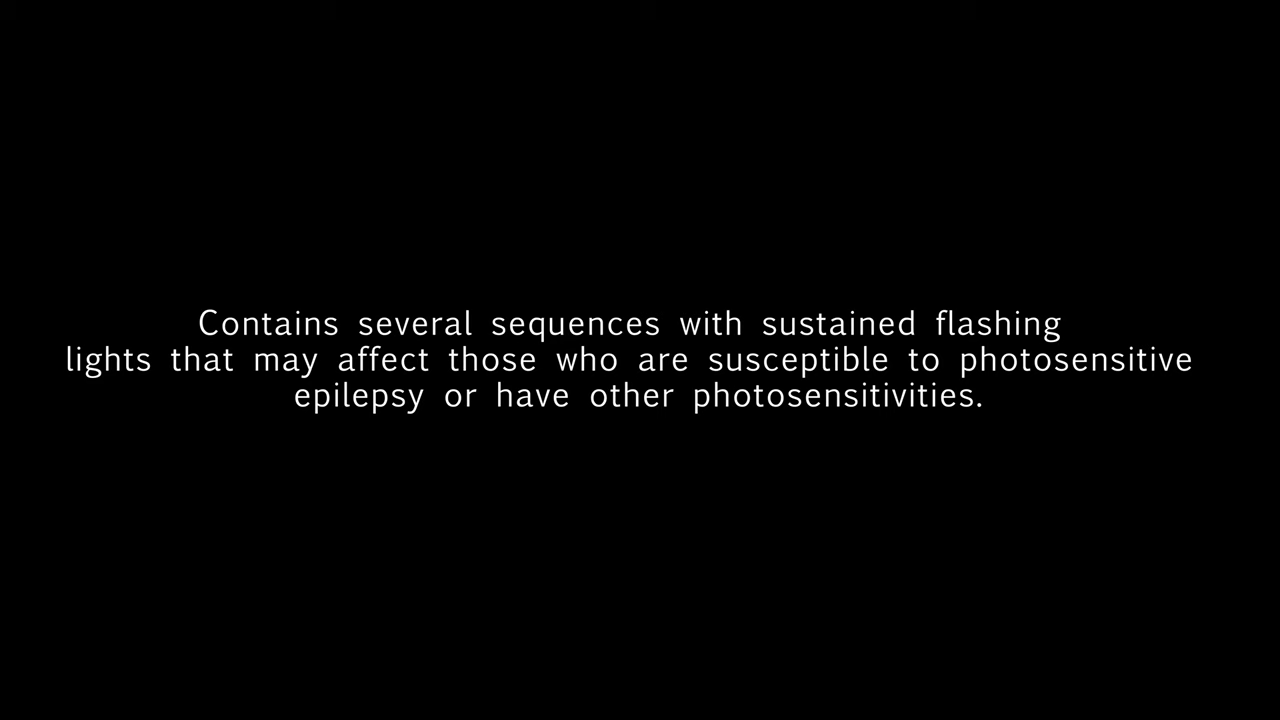 Contains several sequences with sustained flashing
lights that may affect those who are susceptible to photosensitive
epilepsy or have other photosensitivities.